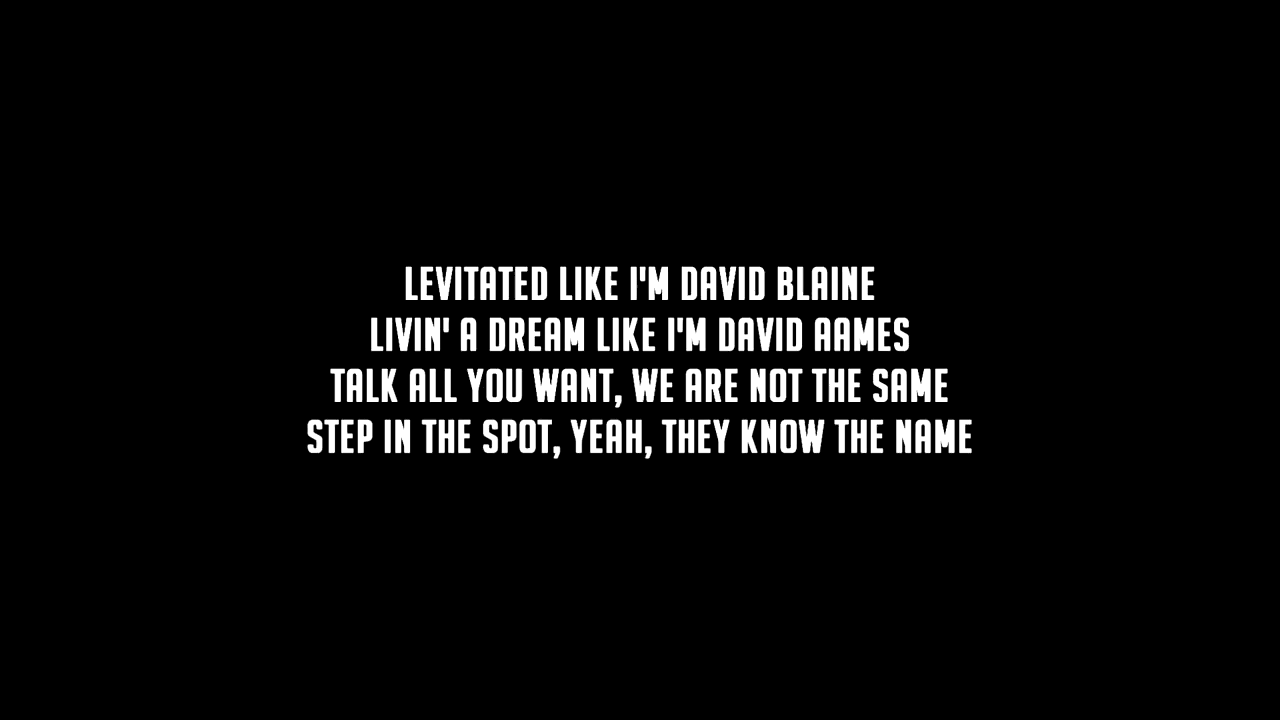 LEVITATED LIKE I'M DAVID BLAINE
LIVIN' A DREAM LIKE I'M DAVID AAMES
TALK ALL YOU WANT, WE ARE NOT THE SAME
STEP IN THE SPOT, YEAH, THEY KNOW THE NAME